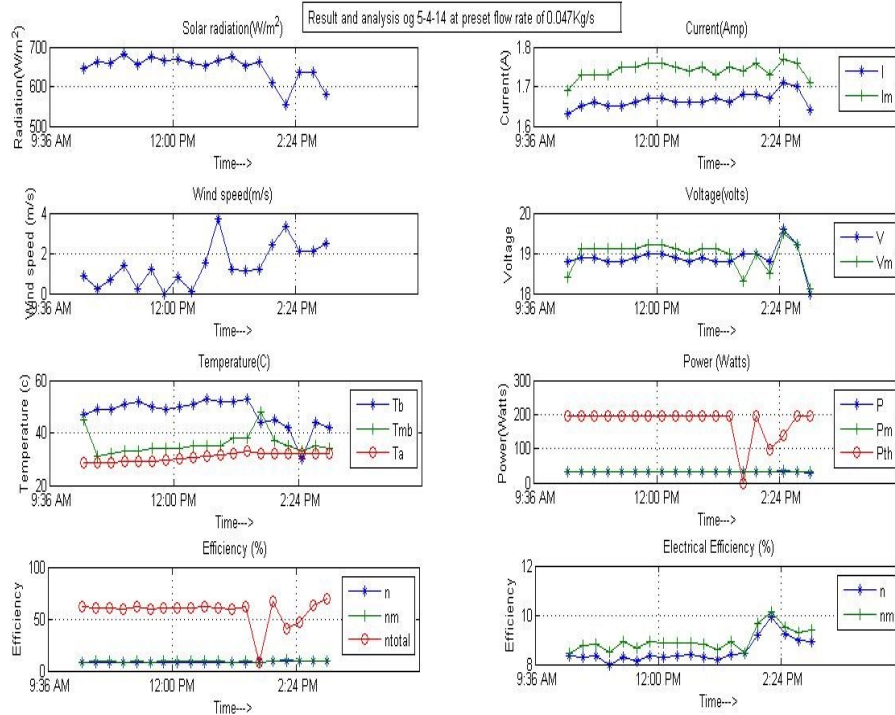 Result and analysis og 5-4-14 at preset flow rate of 0.047Kg/s
Solar radiation(W/m²)
Radiation(W/m²)
700
600
500
9:36 AM
12:00 PM
2:24 PM
Time--->
Current(Amp)
Current(A)
1.8
1.7
1.6
9:36 AM
12:00 PM
2:24 PM
Time--->
I
Im
Wind speed(m/s)
Wind speed (m/s)
4
2
0
9:36 AM
12:00 PM
2:24 PM
Time--->
Voltage(volts)
Voltage
20
19
18
9:36 AM
12:00 PM
2:24 PM
Time--->
V
Vm
Temperature(C)
Temperature (c)
60
40
20
9:36 AM
12:00 PM
2:24 PM
Time--->
Tb
Tmb
Ta
Power (Watts)
Power(Watts)
300
200
100
0
9:36 AM
12:00 PM
2:24 PM
Time--->
P
Pm
Pth
Efficiency (%)
Efficiency
100
50
0
9:36 AM
12:00 PM
2:24 PM
Time--->
n
nm
ntotal
Electrical Efficiency (%)
Efficiency
12
10
8
9:36 AM
12:00 PM
2:24 PM
Time--->
n
nm